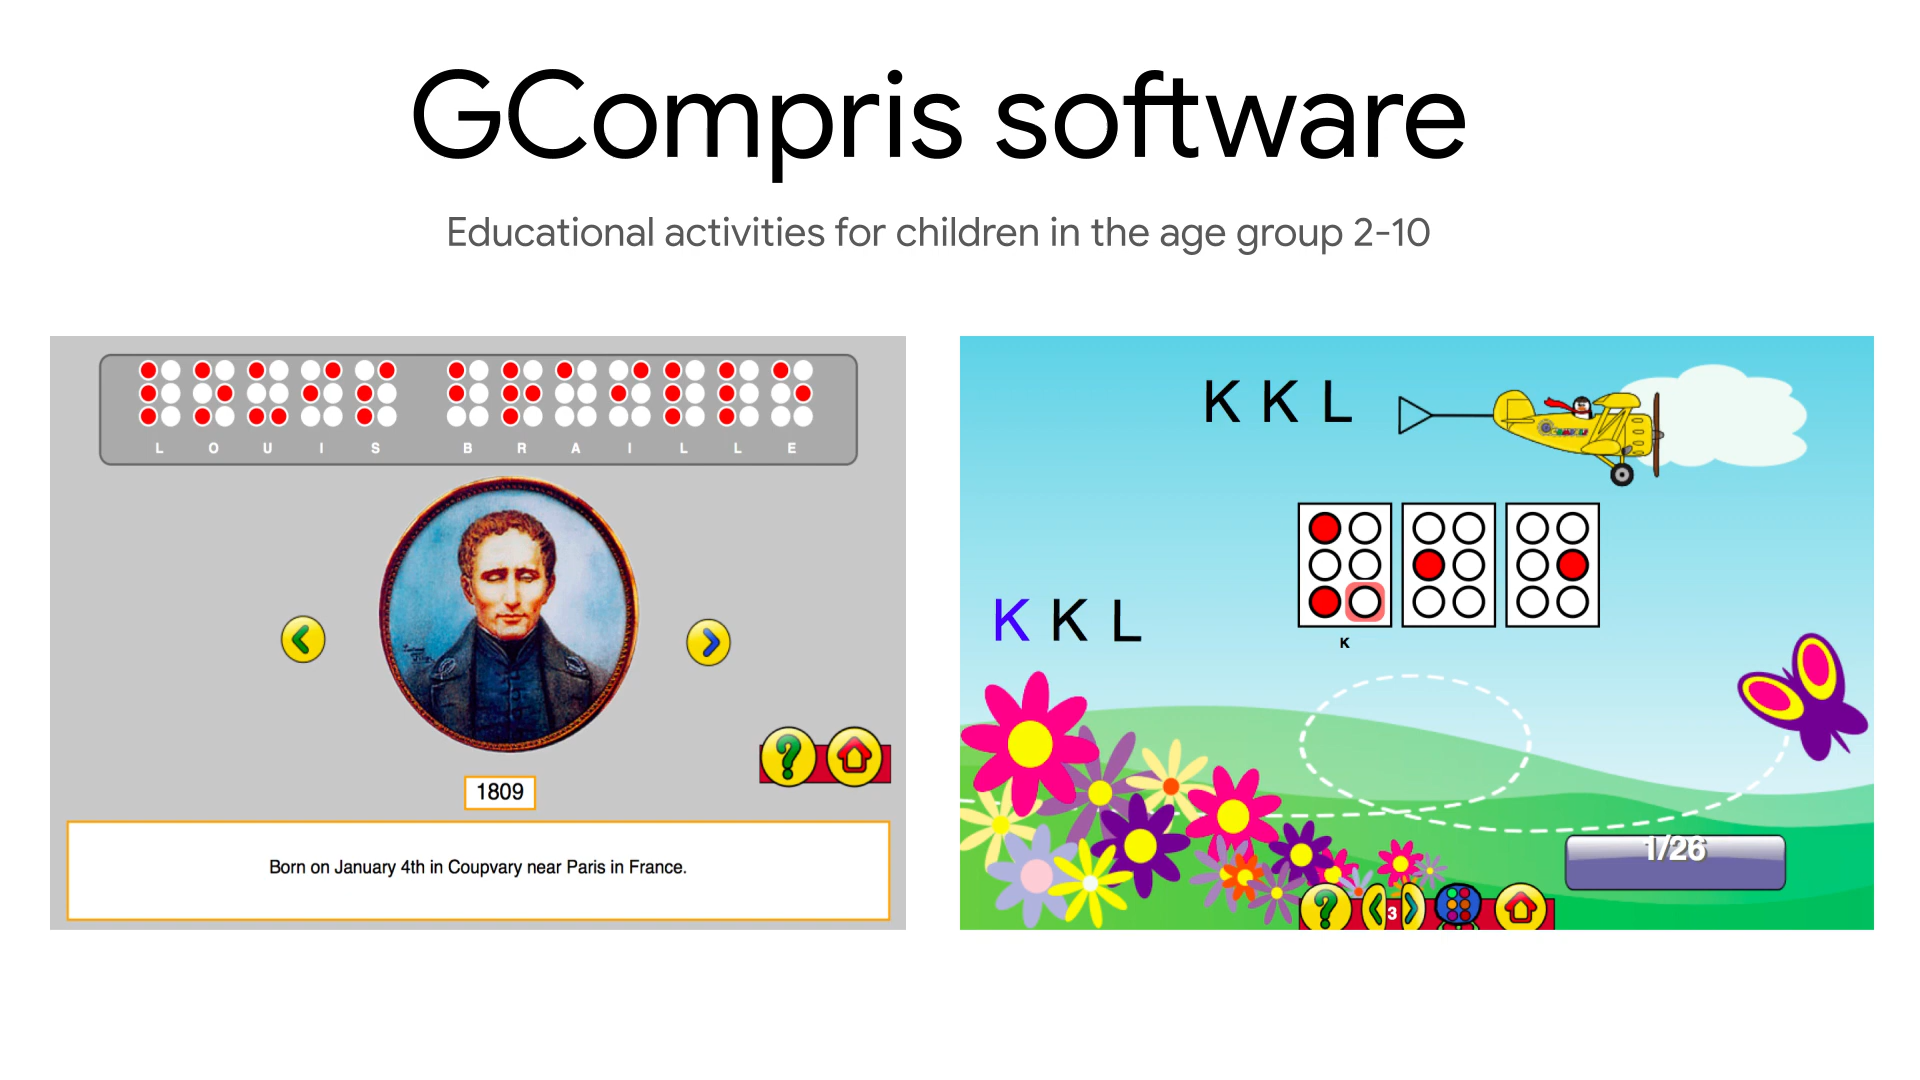 GCompris software
Educational activities for children in the age group 2-10
L O U I S B R A I L L E
1809
Born on January 4th in Coupvary near Paris in France.
K K L
K K L
K
1/26
3